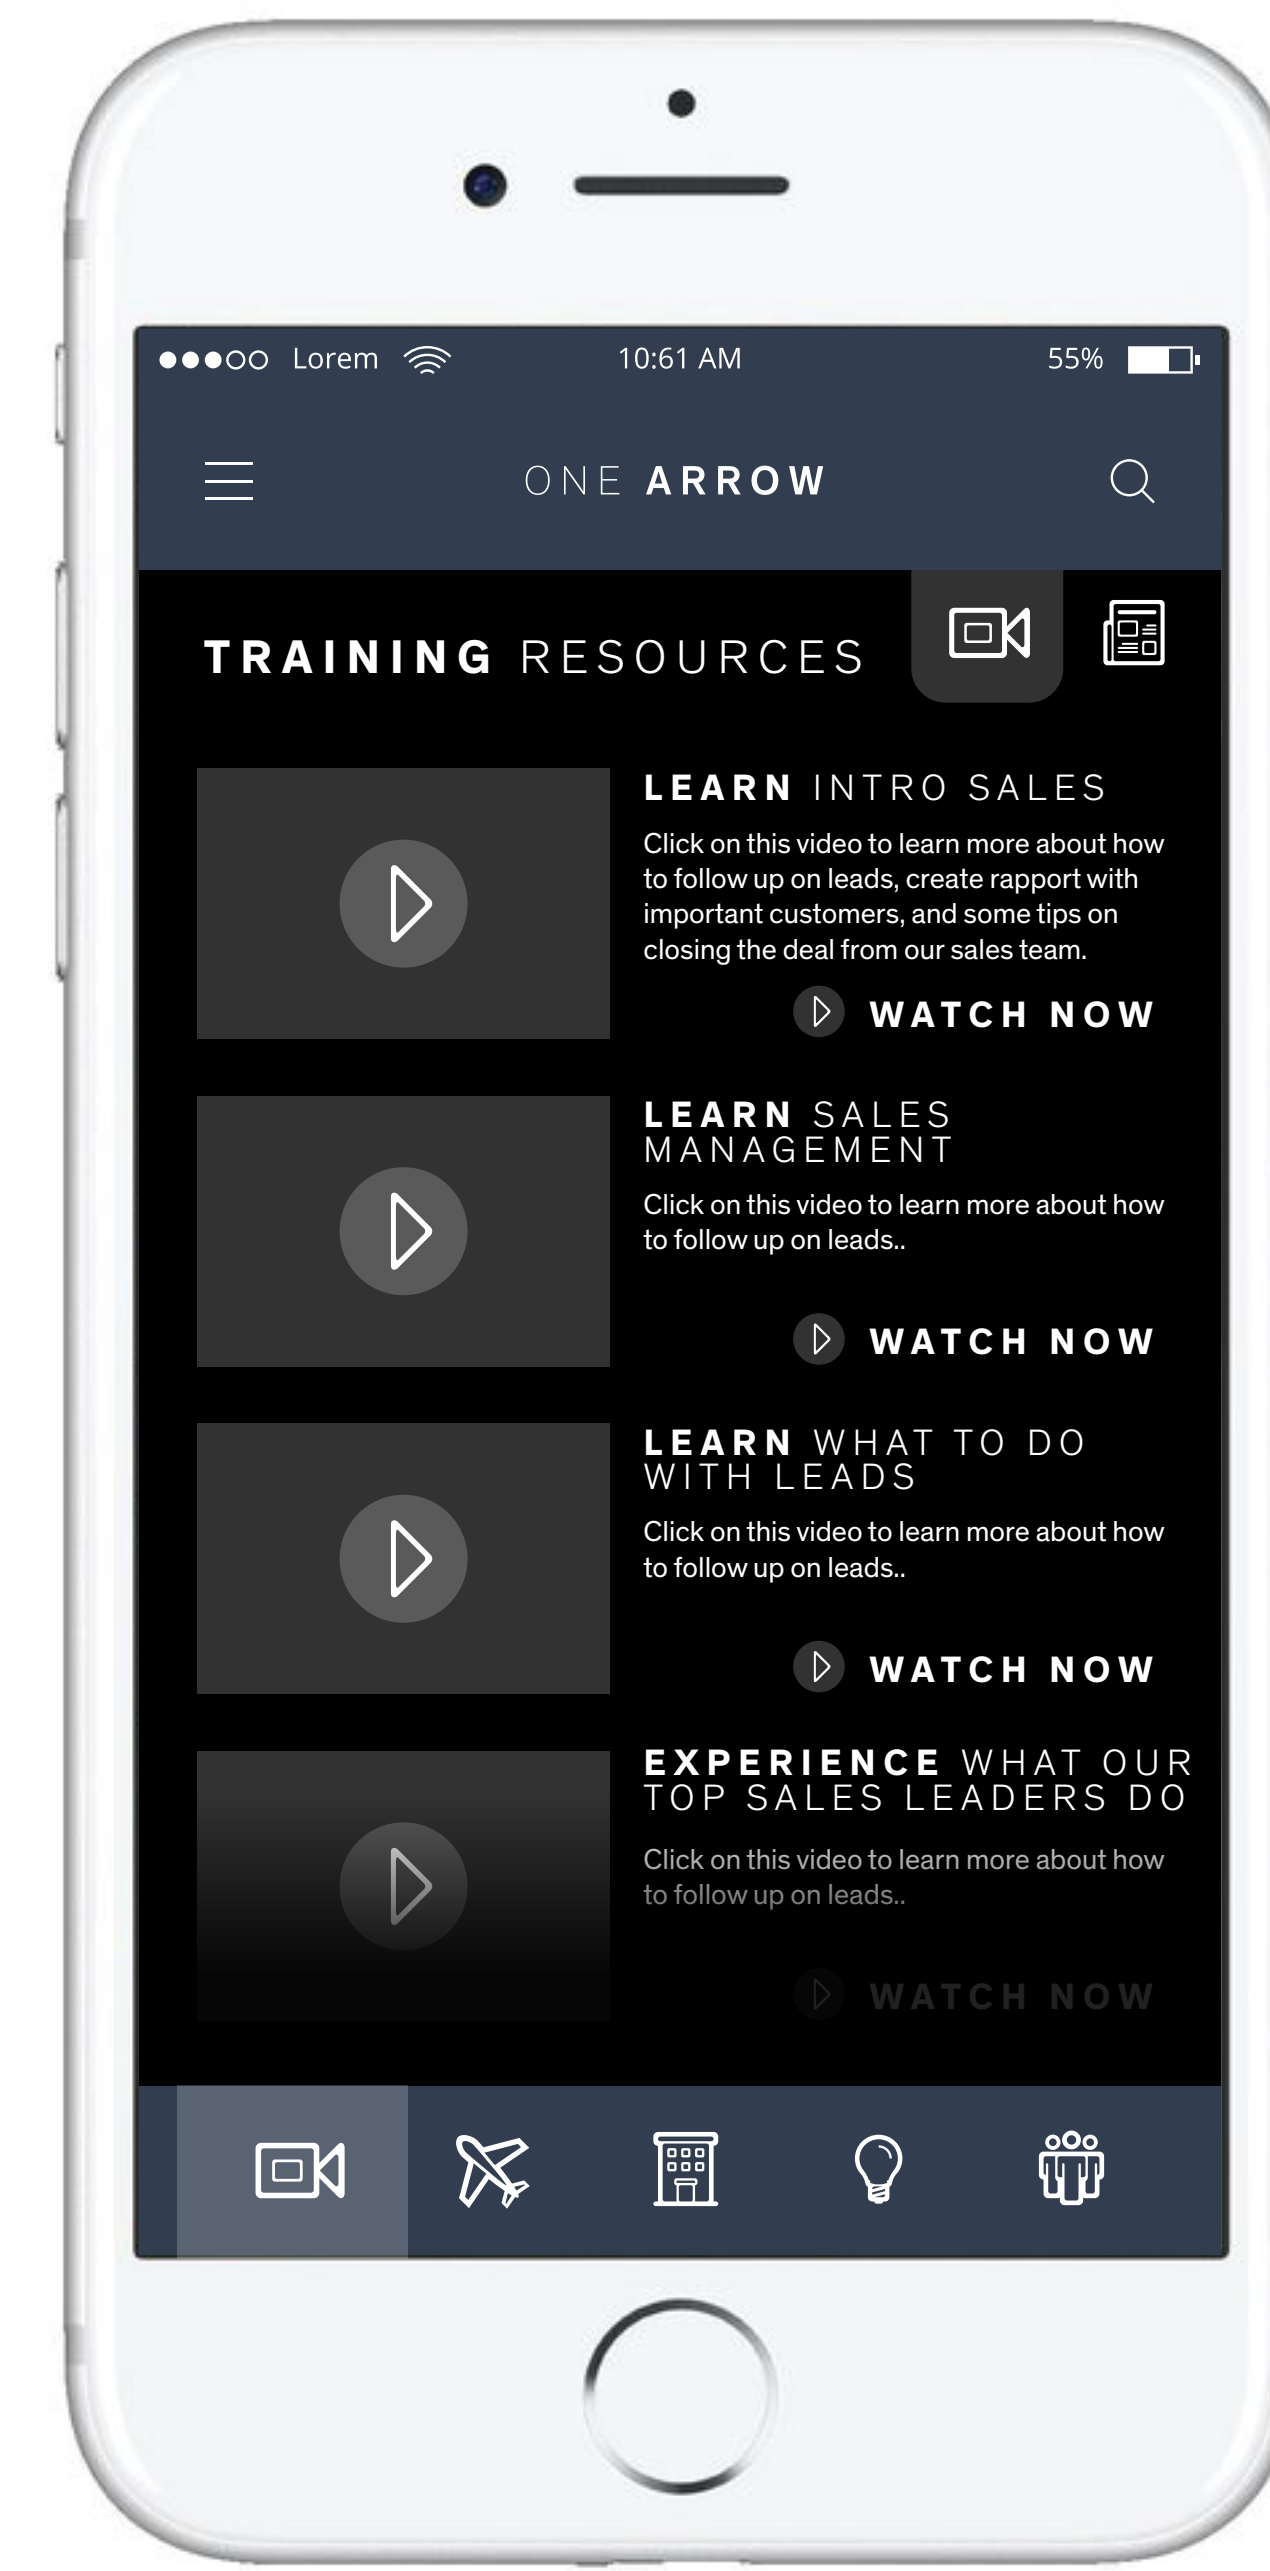 Lorem 10:61 AM 55%
ONE ARROW
TRAINING RESOURCES
LEARN INTRO SALES
Click on this video to learn more about how
to follow up on leads, create rapport with
important customers, and some tips on
closing the deal from our sales team.
WATCH NOW
LEARN SALES
MANAGEMENT
Click on this video to learn more about how
to follow up on leads..
WATCH NOW
LEARN WHAT TO DO
WITH LEADS
Click on this video to learn more about how
to follow up on leads..
WATCH NOW
EXPERIENCE WHAT OUR
TOP SALES LEADERS DO
Click on this video to learn more about how
to follow up on leads..
WATCH NOW